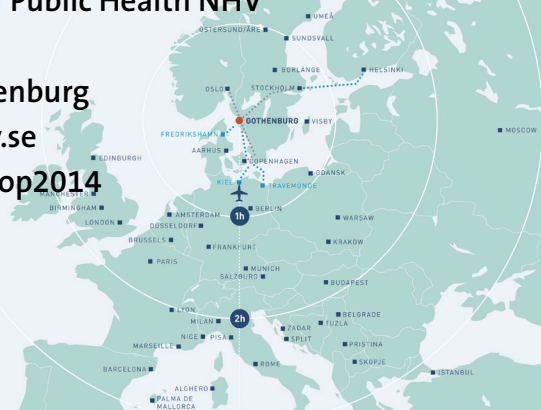 Public Health NHV
enburg
.se
op2014
UMEÅ
ÖSTERSUND/ÅRE
SUNDSVALL
BORLÄNGE
HELSINKI
OSLO
STOCKHOLM
GOTHENBURG
VISBY
FREDRIKSHAMN
MOSCOW
AARHUS
EDINBURGH
COPENHAGEN
GDANSK
KIEL
TRAVEMÜNDE
MANCHESTER
BIRMINGHAM
BERLIN
AMSTERDAM
1h
LONDON
WARSAW
DÜSSELDORF
BRUSSELS
FRANKFURT
KRAKOW
PARIS
MUNICH
SALZBURG
BUDAPEST
LYON
MILAN
2h
BELGRADE
TUZLA
ZADAR
NICE
PISA
SPLIT
PRISTINA
MARSEILLE
ROME
SKOPJE
BARCELONA
ISTANBUL
ALGHERO
PALMA DE
MALLORCA